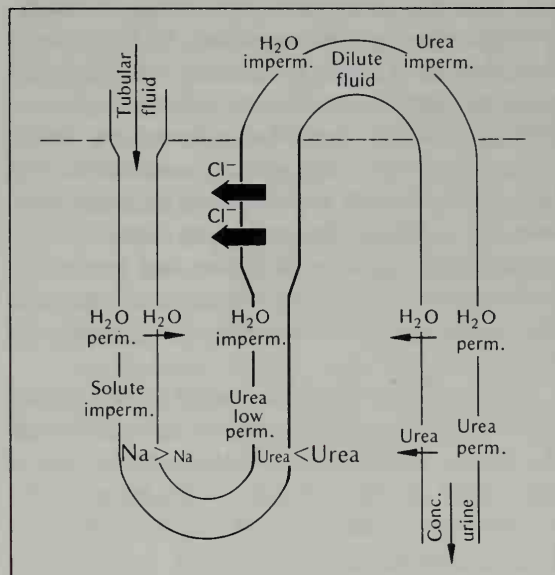 Tubular
fluid
H₂O
imperm.
Dilute
fluid
Urea
imperm.
Cl⁻
Cl⁻
H₂O
perm.
H₂O
H₂O
imperm.
H₂O
H₂O
perm.
Solute
imperm.
Urea
low
perm.
Na > Na
Urea < Urea
Urea
Urea
perm.
Conc.
urine